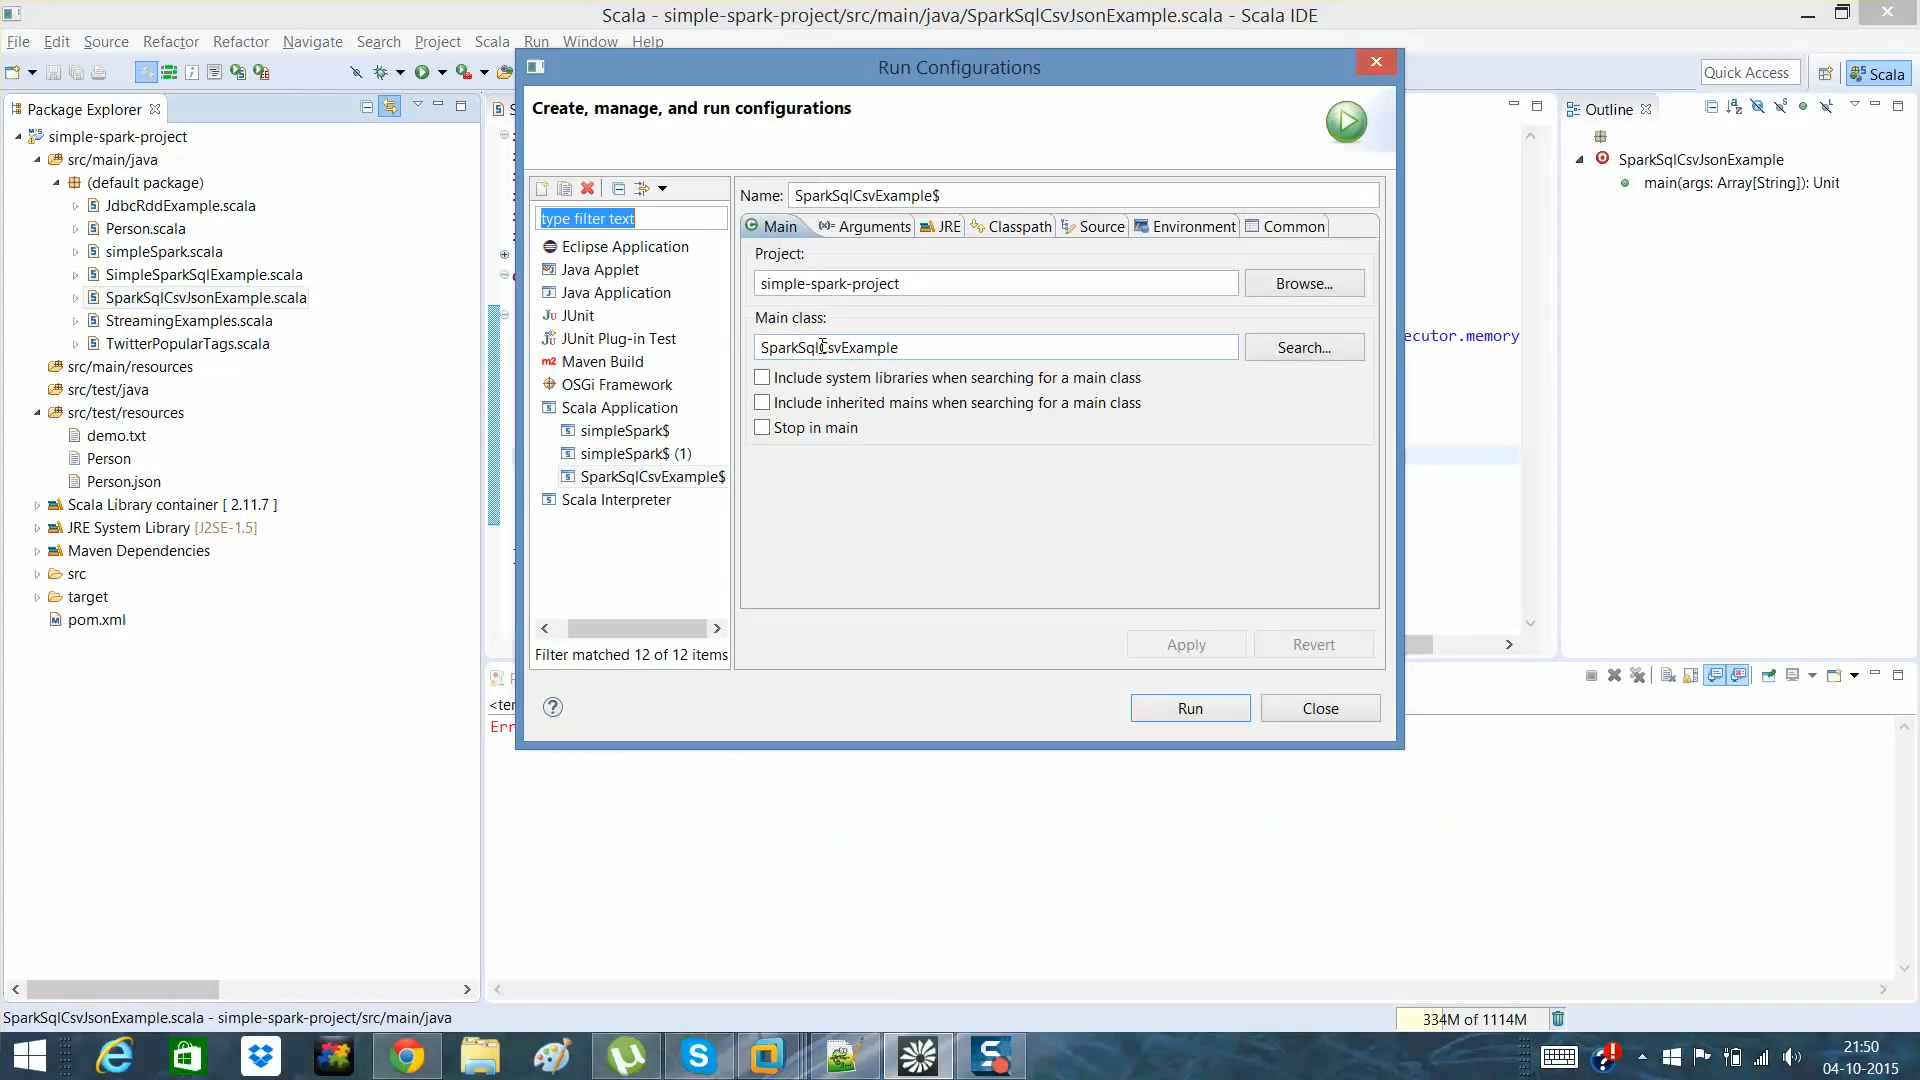 Scala - simple-spark-project/src/main/java/SparkSqlCsvJsonExample.scala - Scala IDE
File Edit Source Refactor Refactor Navigate Search Project Scala Run Window Help
Quick Access
Scala
Package Explorer
simple-spark-project
src/main/java
(default package)
JdbcRddExample.scala
Person.scala
simpleSpark.scala
SimpleSparkSqlExample.scala
SparkSqlCsvJsonExample.scala
StreamingExamples.scala
TwitterPopularTags.scala
src/main/resources
src/test/java
src/test/resources
demo.txt
Person
Person.json
Scala Library container [ 2.11.7 ]
JRE System Library [J2SE-1.5]
Maven Dependencies
src
target
pom.xml
Run Configurations
Create, manage, and run configurations
type filter text
Eclipse Application
Java Applet
Java Application
JUnit
JUnit Plug-in Test
Maven Build
OSGi Framework
Scala Application
simpleSpark$
simpleSpark$ (1)
SparkSqlCsvExample$
Scala Interpreter
Filter matched 12 of 12 items
Name: SparkSqlCsvExample$
Main Arguments JRE Classpath Source Environment Common
Project:
simple-spark-project
Browse...
Main class:
SparkSqlCsvExample
Search...
Include system libraries when searching for a main class
Include inherited mains when searching for a main class
Stop in main
Apply Revert
Run Close
ecutor.memory
Outline
SparkSqlCsvJsonExample
main(args: Array[String]): Unit
<ter
Err
SparkSqlCsvJsonExample.scala - simple-spark-project/src/main/java
334M of 1114M
21:50
04-10-2015